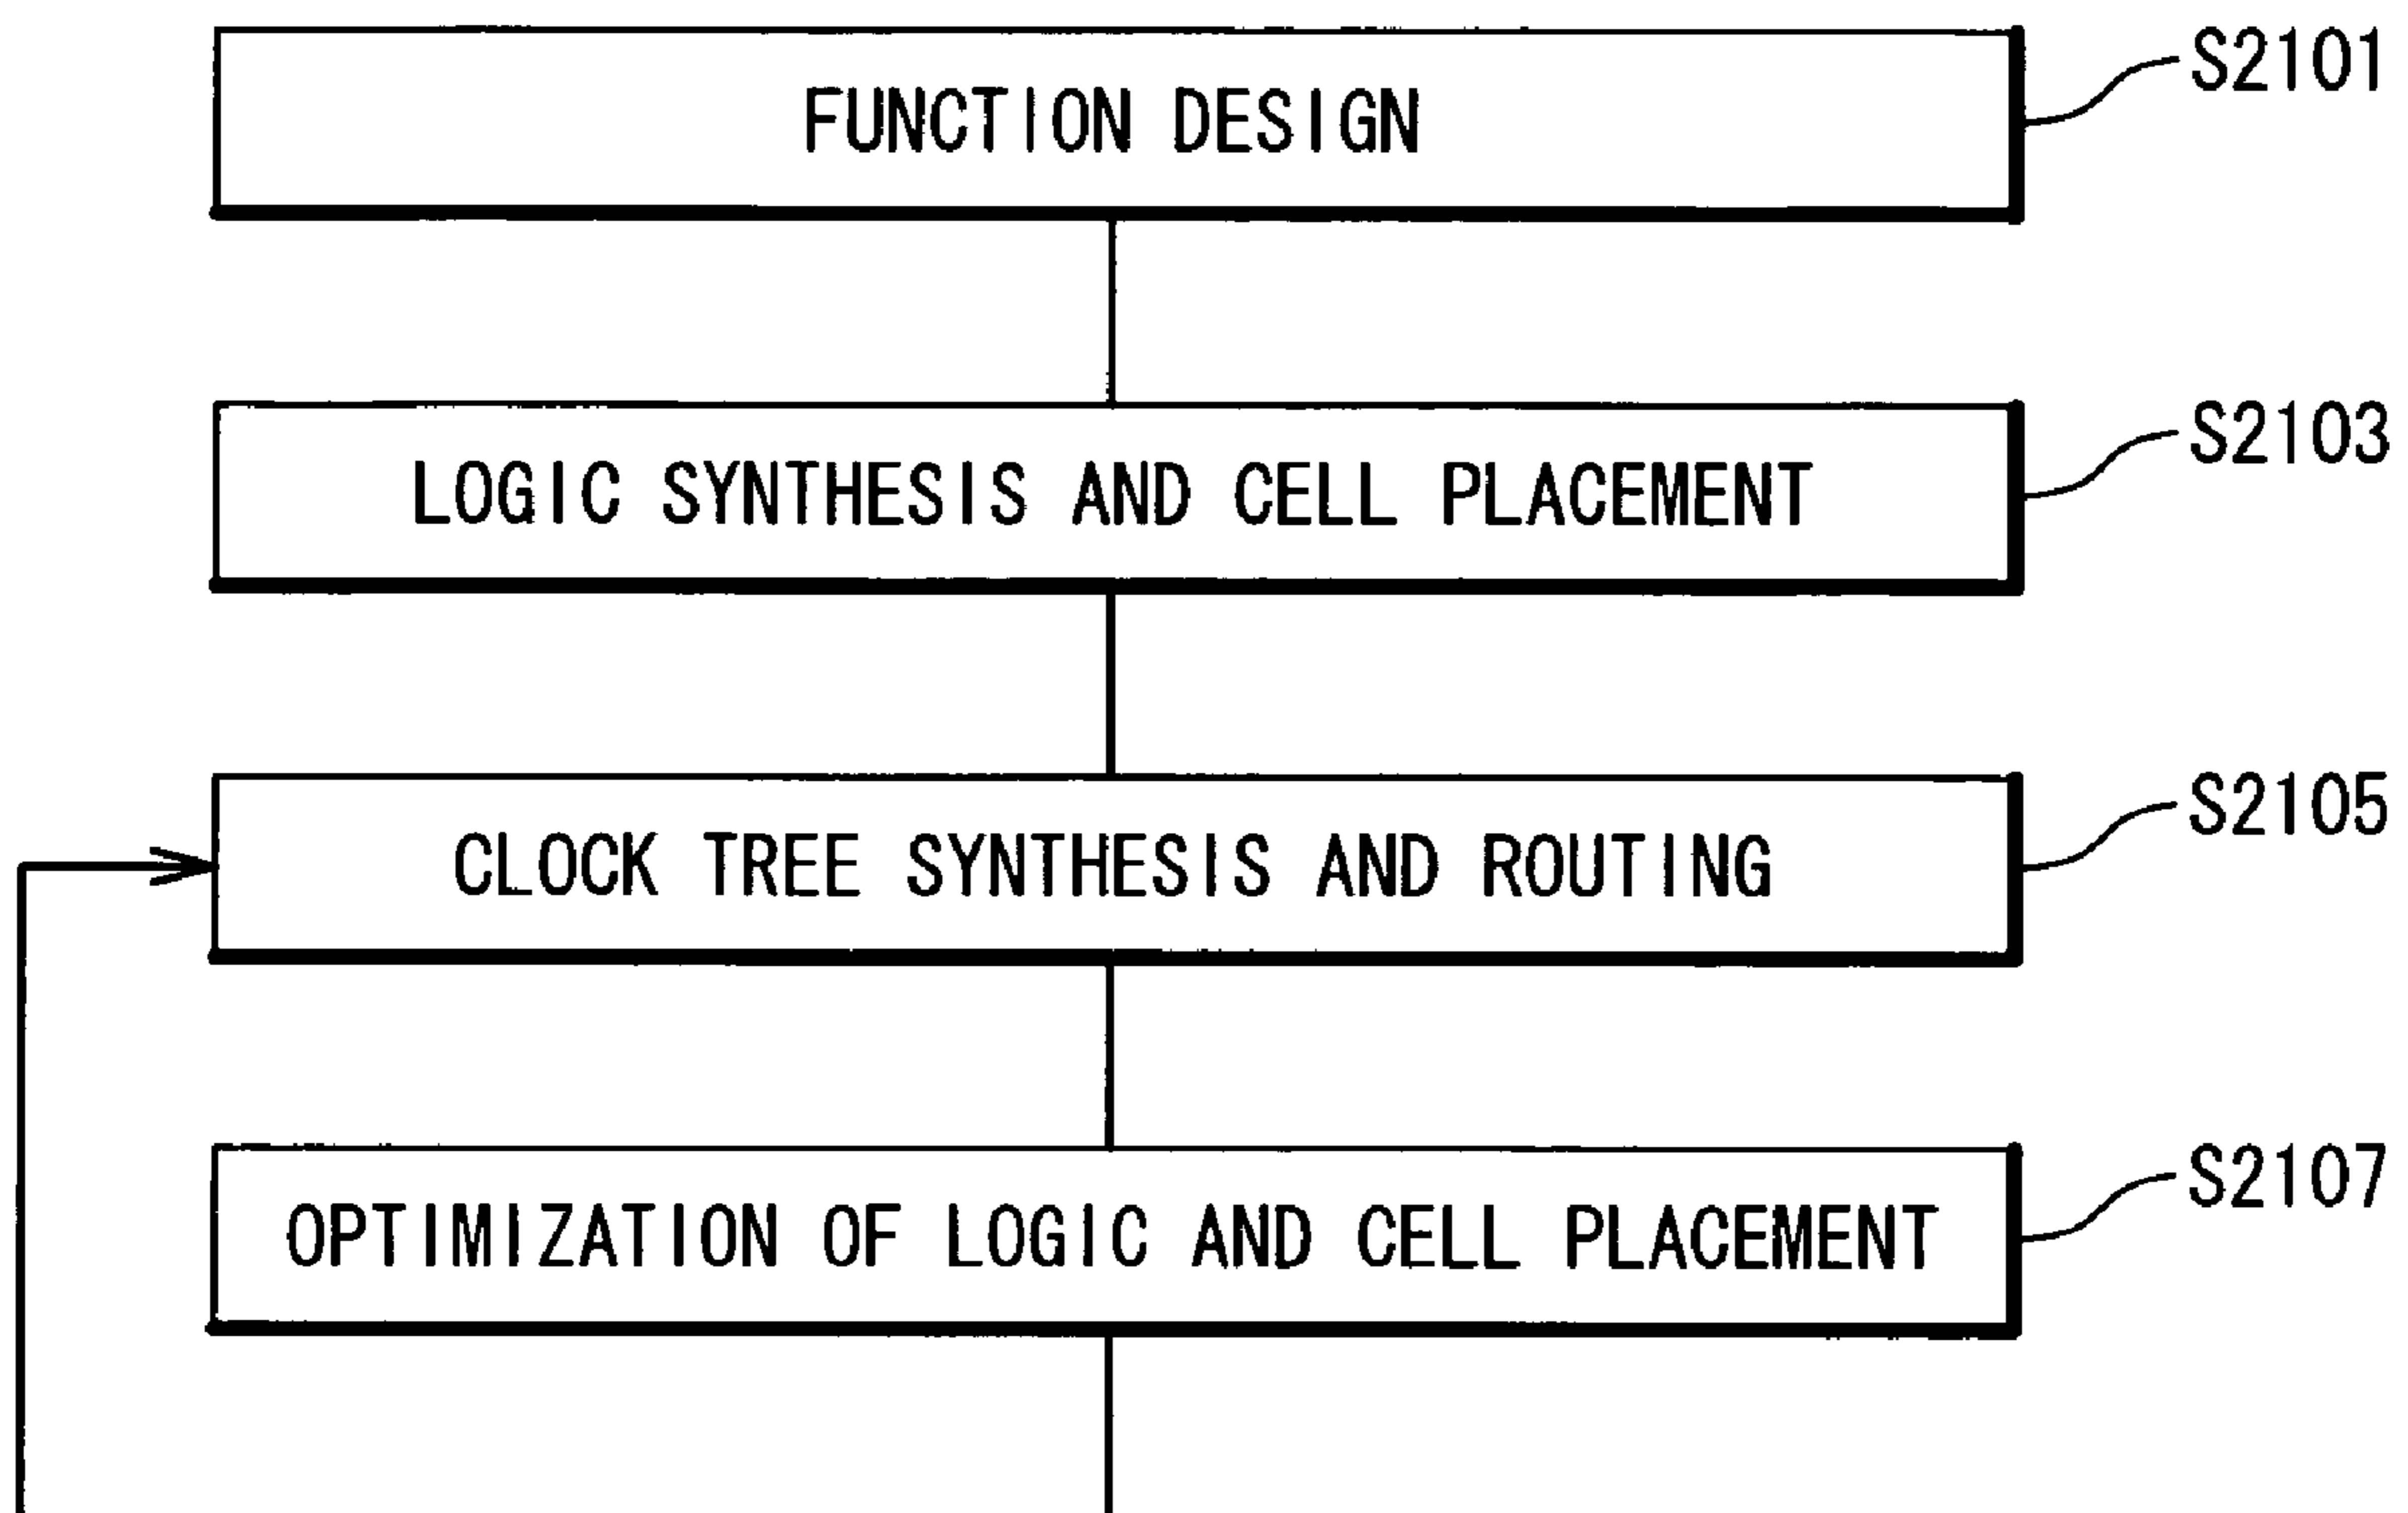 FUNCTION DESIGN
S2101
LOGIC SYNTHESIS AND CELL PLACEMENT
S2103
CLOCK TREE SYNTHESIS AND ROUTING
S2105
OPTIMIZATION OF LOGIC AND CELL PLACEMENT
S2107